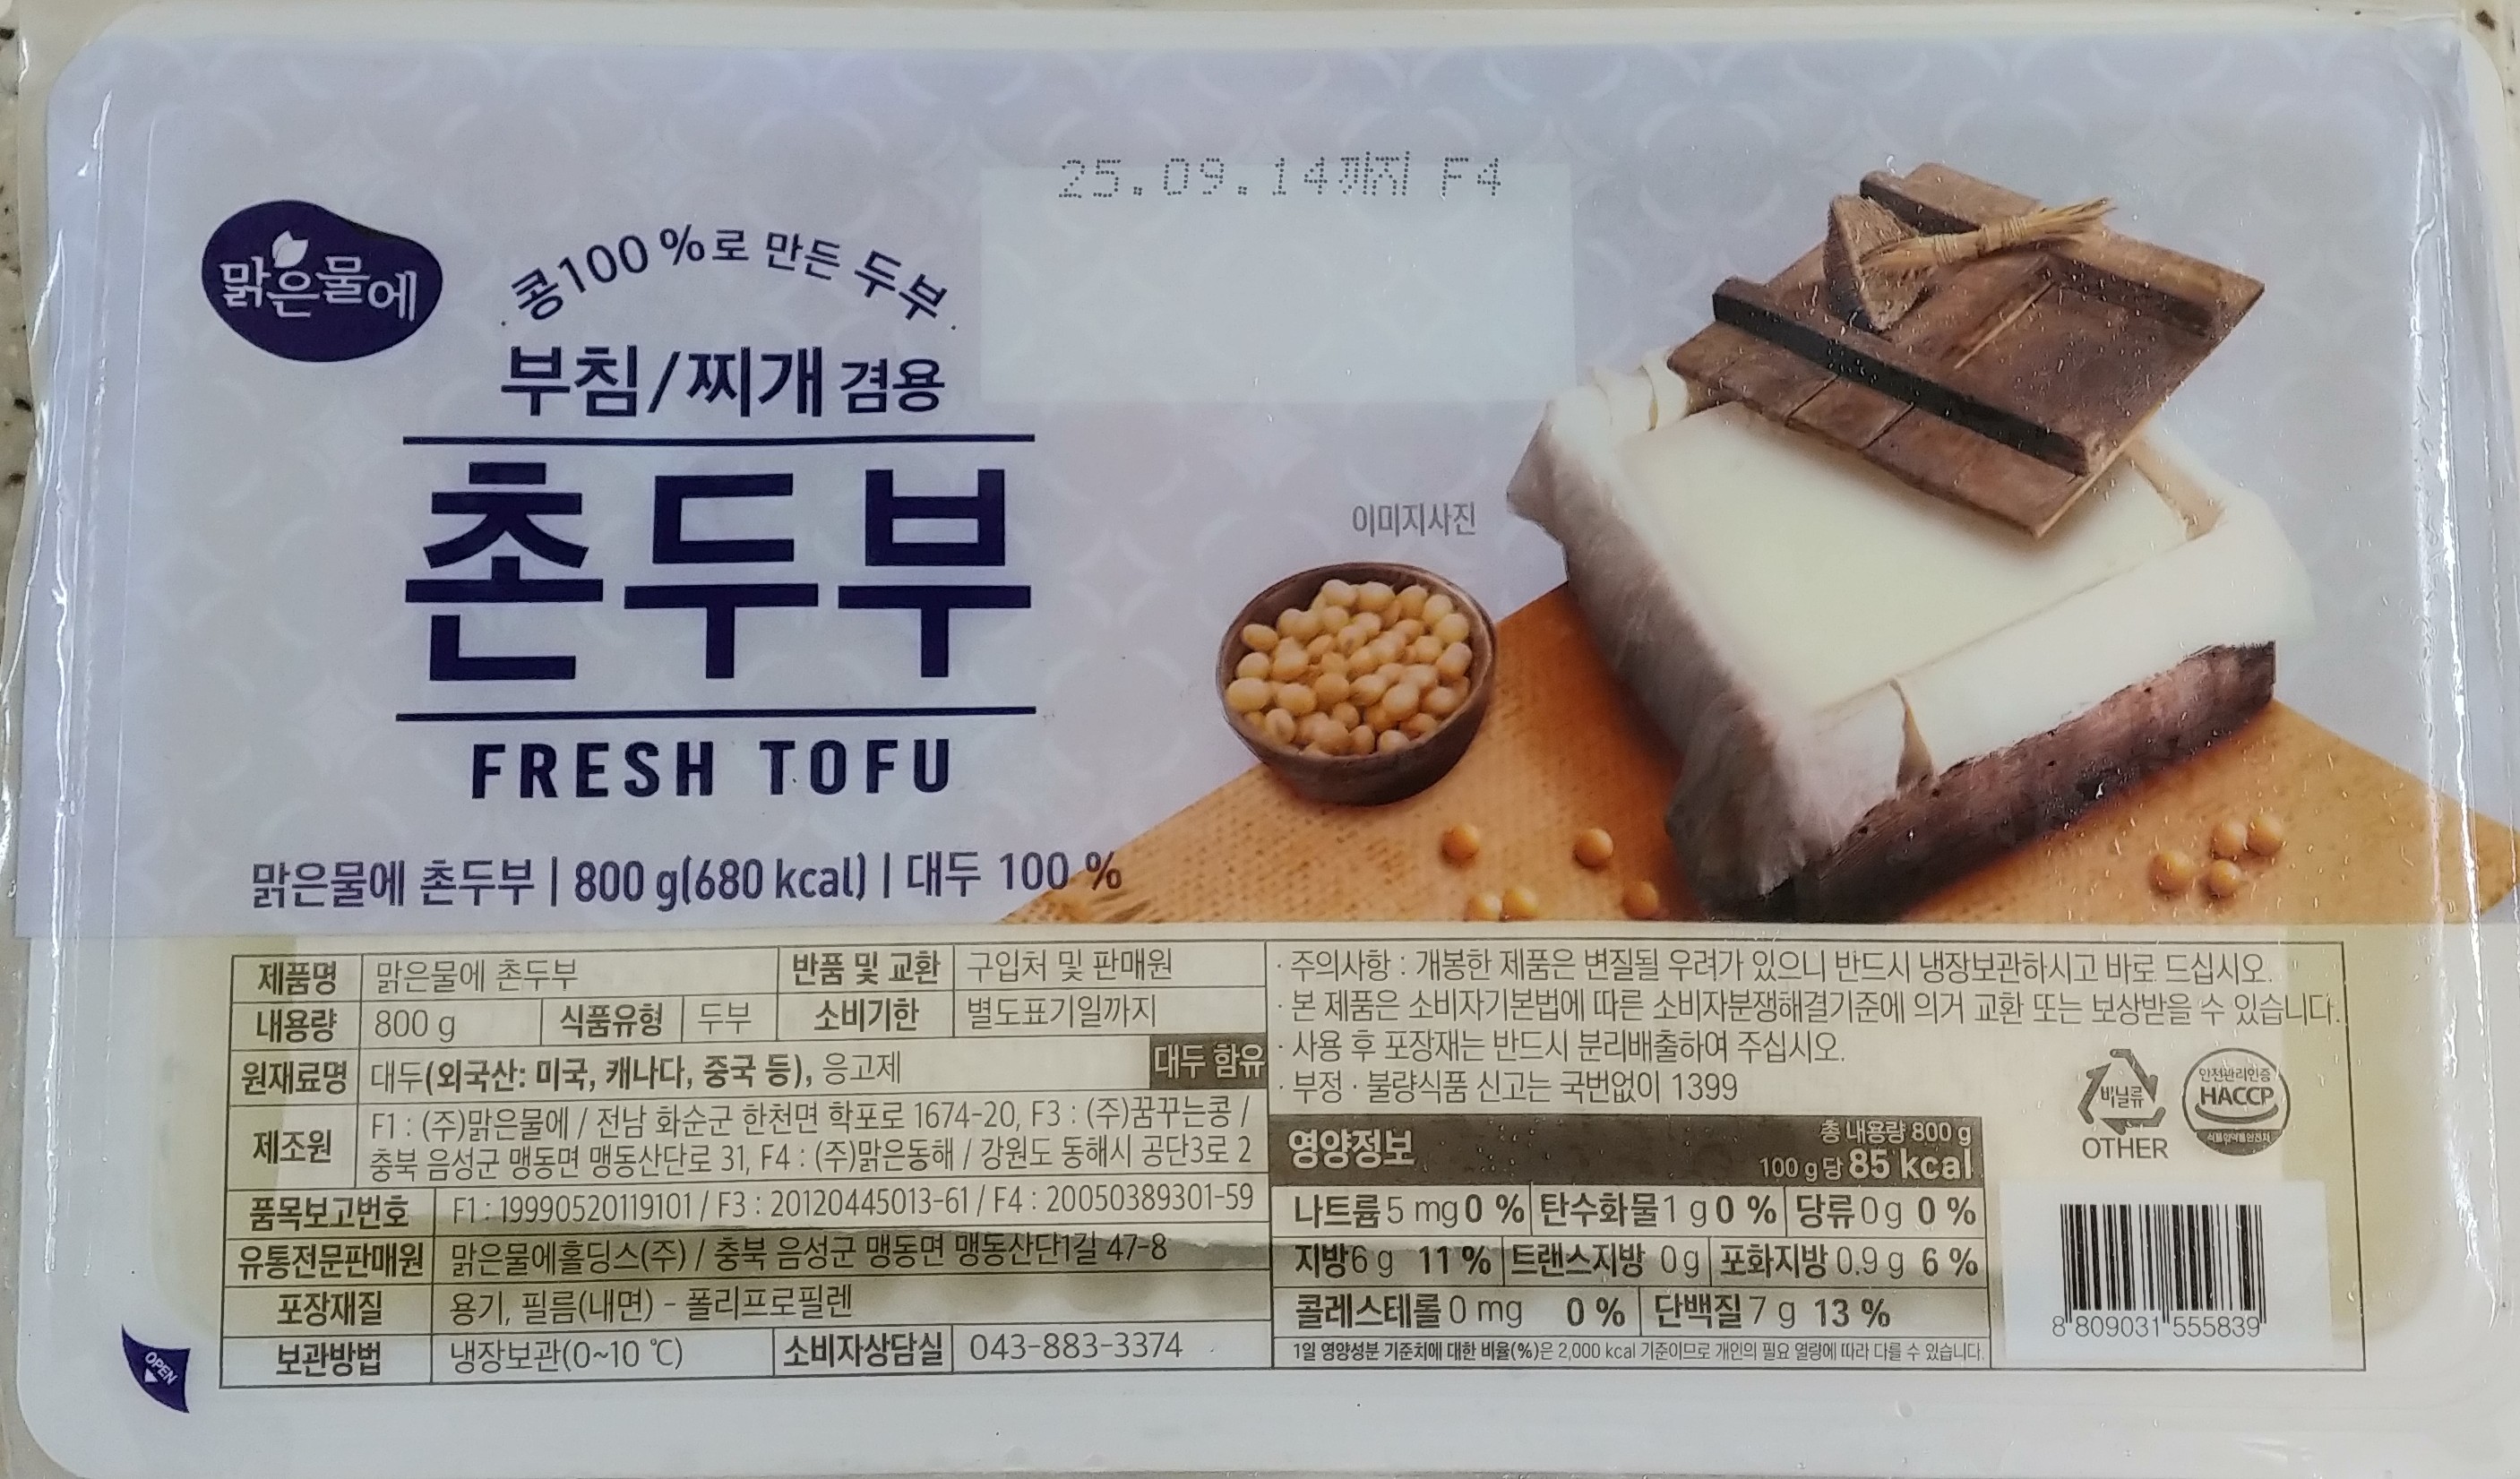 25.09.14까지 F4
맑은물에
콩100%로 만든 두부
부침/찌개 겸용
촌두부
FRESH TOFU
이미지사진
맑은물에 촌두부 | 800 g(680 kcal) | 대두 100 %
제품명 맑은물에 촌두부 반품 및 교환 구입처 및 판매원
내용량 800 g 식품유형 두부 소비기한 별도표기일까지
원재료명 대두(외국산: 미국, 캐나다, 중국 등), 응고제 대두 함유
제조원 F1 : (주)맑은물에 / 전남 화순군 한천면 학포로 1674-20, F3 : (주)꿈꾸는콩 /
충북 음성군 맹동면 맹동산단로 31, F4 : (주)맑은동해 / 강원도 동해시 공단3로 2
품목보고번호 F1 : 19990520119101 / F3 : 20120445013-61 / F4 : 20050389301-59
유통전문판매원 맑은물에홀딩스(주) / 충북 음성군 맹동면 맹동산단1길 47-8
포장재질 용기, 필름(내면) - 폴리프로필렌
보관방법 냉장보관(0~10 ℃) 소비자상담실 043-883-3374
OPEN
· 주의사항 : 개봉한 제품은 변질될 우려가 있으니 반드시 냉장보관하시고 바로 드십시오.
· 본 제품은 소비자기본법에 따른 소비자분쟁해결기준에 의거 교환 또는 보상받을 수 있습니다.
· 사용 후 포장재는 반드시 분리배출하여 주십시오.
· 부정 · 불량식품 신고는 국번없이 1399
영양정보 총 내용량 800 g
100 g당 85 kcal
나트륨 5 mg 0 % 탄수화물 1 g 0 % 당류 0 g 0 %
지방 6 g 11 % 트랜스지방 0 g 포화지방 0.9 g 6 %
콜레스테롤 0 mg 0 % 단백질 7 g 13 %
1일 영양성분 기준치에 대한 비율(%)은 2,000 kcal 기준이므로 개인의 필요 열량에 따라 다를 수 있습니다.
비닐류
OTHER
안전관리인증
HACCP
식품의약품안전처
8 809031 555839